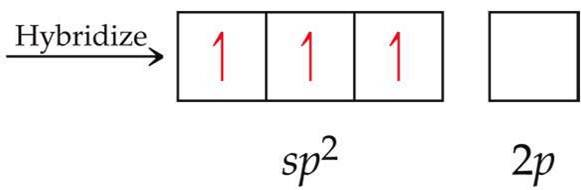 Hybridize
1 1 1
sp²
2p